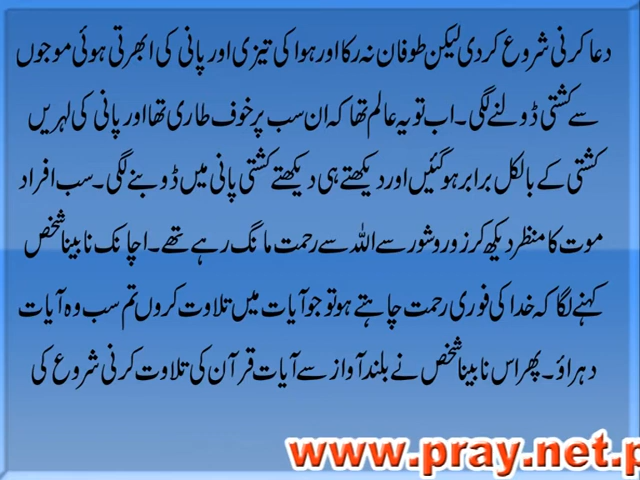 دعا کرنی شروع کر دی لیکن طوفان نہ رکا اور ہوا کی تیزی اور پانی کی ابھرتی ہوئی موجوں
سے کشتی ڈولنے لگی۔ اب تو یہ عالم تھا کہ ان سب پر خوف طاری تھا اور پانی کی لہریں
کشتی کے بالکل برابر ہو گئیں اور دیکھتے ہی دیکھتے کشتی پانی میں ڈوبنے لگی۔ سب افراد
موت کا منظر دیکھ کر زور و شور سے اللہ سے رحمت مانگ رہے تھے۔ اچانک نابینا شخص
کہنے لگا کہ خدا کی فوری رحمت چاہتے ہو تو جو آیات میں تلاوت کروں تم سب وہ آیات
دہراؤ۔ پھر اس نابینا شخص نے بلند آواز سے آیات قرآن کی تلاوت کرنی شروع کی
www.pray.net.p